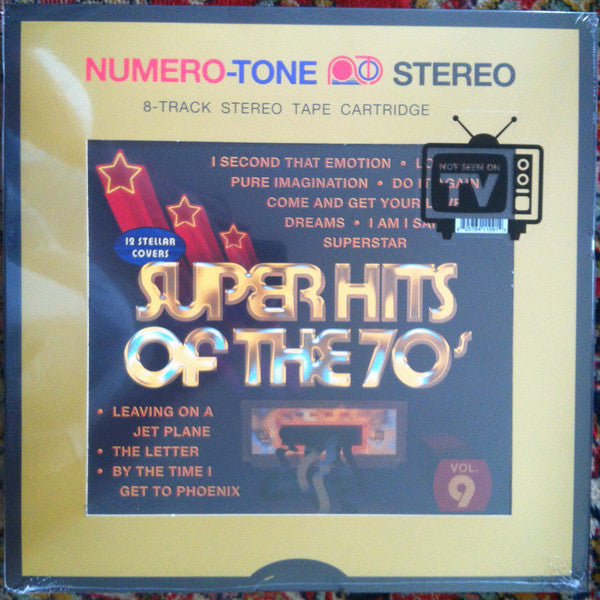 NUMERO-TONE STEREO
8-TRACK STEREO TAPE CARTRIDGE
NOT SEEN ON
TV
I SECOND THAT EMOTION •
PURE IMAGINATION • DO IT AGAIN
COME AND GET YOUR LOVE
DREAMS • I AM I
SUPERSTAR
12 STELLAR
COVERS
SUPER HITS
OF THE 70's
• LEAVING ON A
JET PLANE
• THE LETTER
• BY THE TIME I
GET TO PHOENIX
VOL.
9